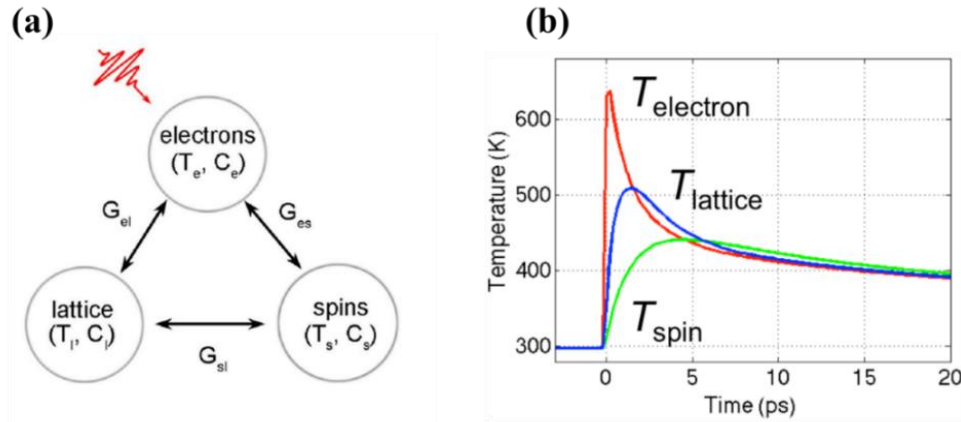 (a)
electrons
(Te, Ce)
Gel
Ges
lattice
(Tl, Cl)
spins
(Ts, Cs)
Gsl
(b)
Temperature (K)
600
500
400
300
Telectron
Tlattice
Tspin
0 5 10 15 20
Time (ps)